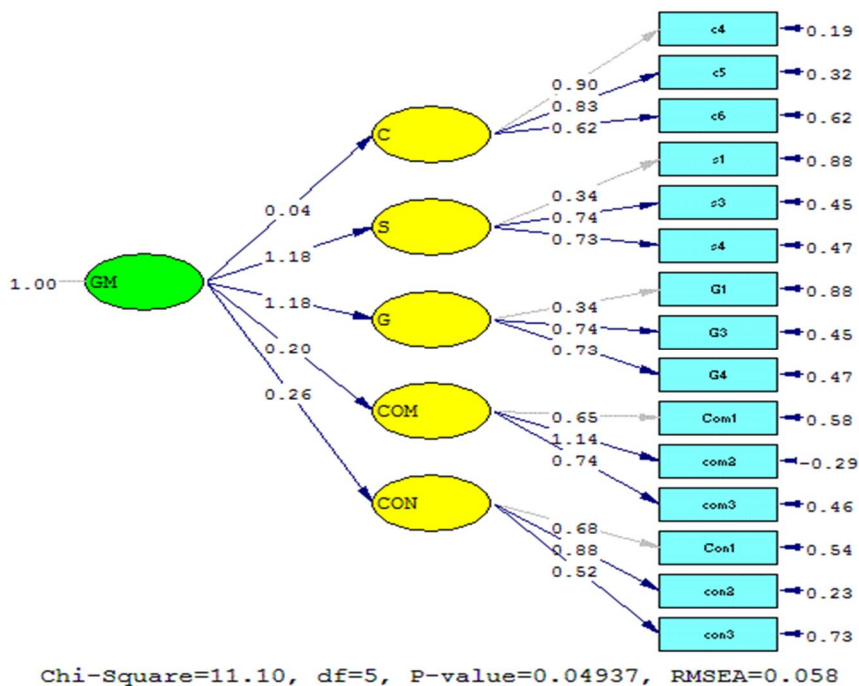 c4
0.19
0.90
c5
0.32
0.83
C
c6
0.62
0.62
s1
0.88
0.04
0.34
s3
0.45
S
0.74
1.18
0.73
s4
0.47
1.00
GM
G1
0.88
1.18
0.34
G
0.74
G3
0.45
0.20
0.73
G4
0.47
0.26
COM
0.65
Com1
0.58
1.14
com2
-0.29
0.74
com3
0.46
CON
0.68
Con1
0.54
0.88
con2
0.23
0.52
con3
0.73
Chi-Square=11.10, df=5, P-value=0.04937, RMSEA=0.058